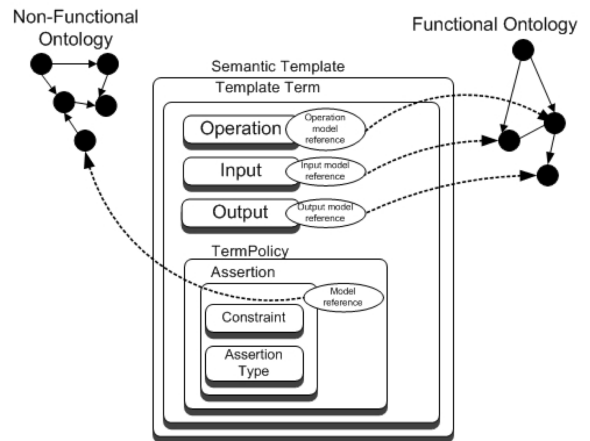 Non-Functional
Ontology
Functional Ontology
Semantic Template
Template Term
Operation
Operation
model
reference
Input
Input model
reference
Output
Output model
reference
TermPolicy
Assertion
Model
reference
Constraint
Assertion
Type